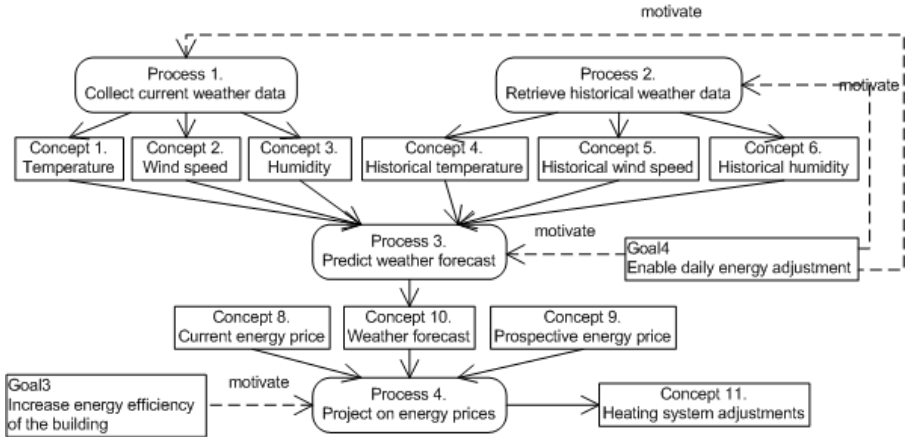 motivate
Process 1.
Collect current weather data
Process 2.
Retrieve historical weather data
motivate
Concept 1.
Temperature
Concept 2.
Wind speed
Concept 3.
Humidity
Concept 4.
Historical temperature
Concept 5.
Historical wind speed
Concept 6.
Historical humidity
Process 3.
Predict weather forecast
motivate
Goal4
Enable daily energy adjustment
Concept 8.
Current energy price
Concept 10.
Weather forecast
Concept 9.
Prospective energy price
Goal3
Increase energy efficiency
of the building
motivate
Process 4.
Project on energy prices
Concept 11.
Heating system adjustments